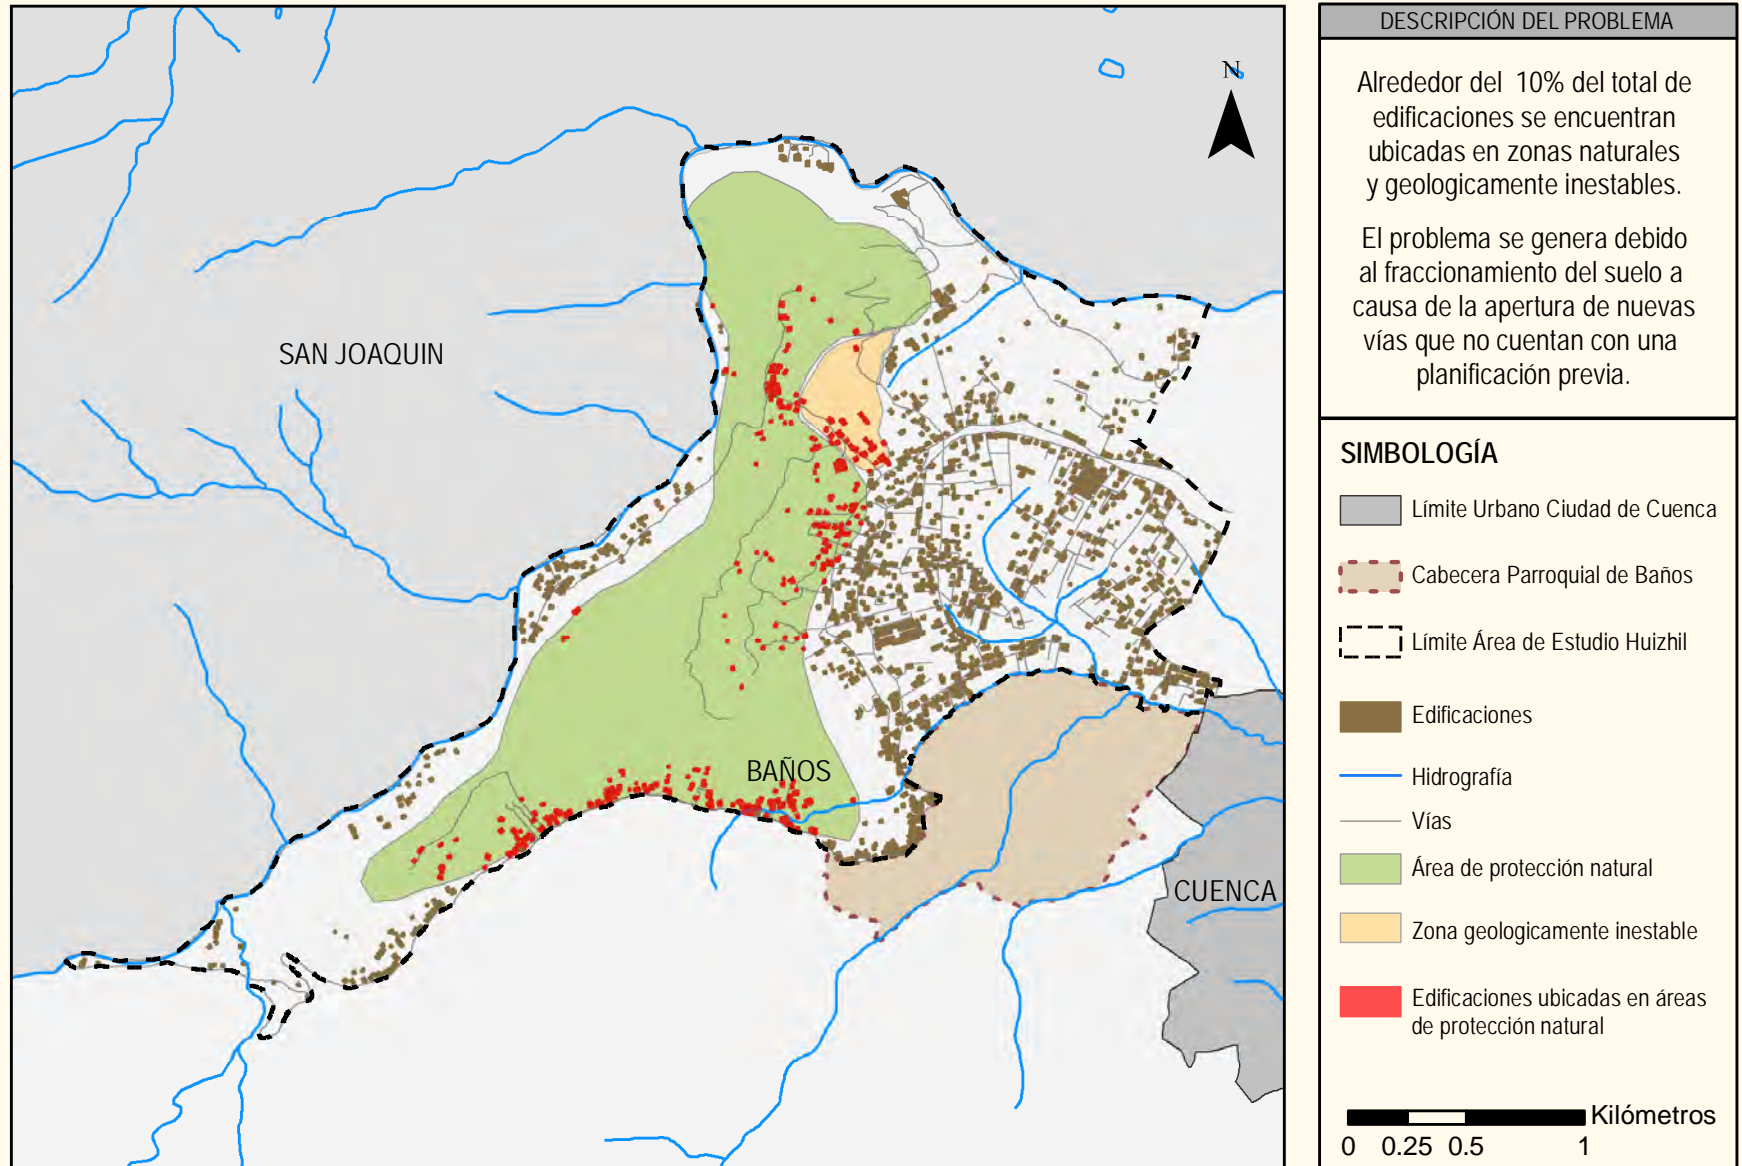 DESCRIPCIÓN DEL PROBLEMA
Alrededor del 10% del total de
edificaciones se encuentran
ubicadas en zonas naturales
y geologicamente inestables.
El problema se genera debido
al fraccionamiento del suelo a
causa de la apertura de nuevas
vías que no cuentan con una
planificación previa.
N
SAN JOAQUIN
BAÑOS
CUENCA
SIMBOLOGÍA
Límite Urbano Ciudad de Cuenca
Cabecera Parroquial de Baños
Límite Área de Estudio Huizhil
Edificaciones
Hidrografía
Vías
Área de protección natural
Zona geologicamente inestable
Edificaciones ubicadas en áreas
de protección natural
Kilómetros
0 0.25 0.5 1